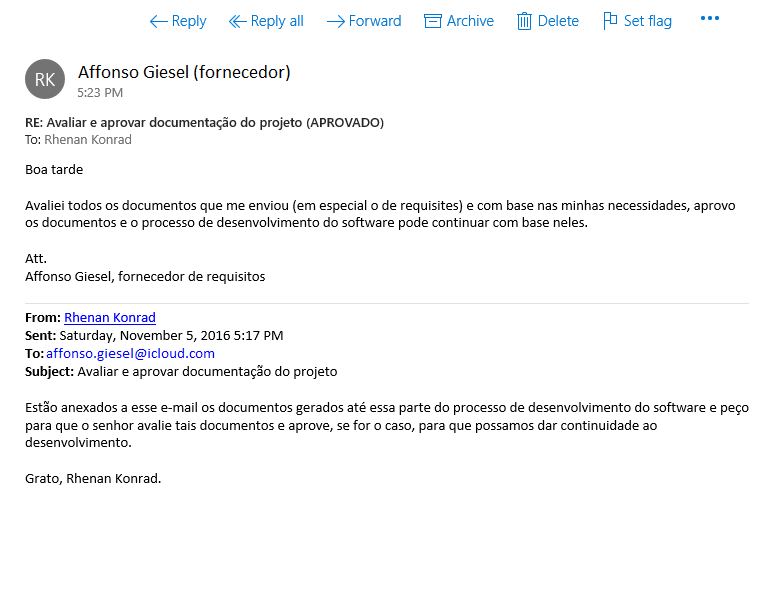 Reply Reply all Forward Archive Delete Set flag
RK
Affonso Giesel (fornecedor)
5:23 PM
RE: Avaliar e aprovar documentação do projeto (APROVADO)
To: Rhenan Konrad
Boa tarde
Avaliei todos os documentos que me enviou (em especial o de requisites) e com base nas minhas necessidades, aprovo
os documentos e o processo de desenvolvimento do software pode continuar com base neles.
Att.
Affonso Giesel, fornecedor de requisitos
From: Rhenan Konrad
Sent: Saturday, November 5, 2016 5:17 PM
To: affonso.giesel@icloud.com
Subject: Avaliar e aprovar documentação do projeto
Estão anexados a esse e-mail os documentos gerados até essa parte do processo de desenvolvimento do software e peço
para que o senhor avalie tais documentos e aprove, se for o caso, para que possamos dar continuidade ao
desenvolvimento.
Grato, Rhenan Konrad.